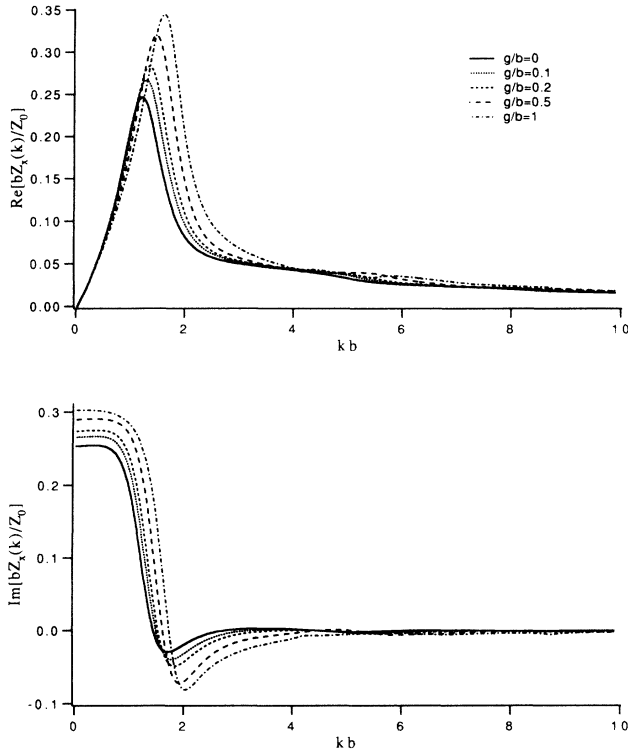 0.35
0.30
0.25
0.20
0.15
0.10
0.05
0.00
Re[bZx(k)/Z0]
g/b=0
g/b=0.1
g/b=0.2
g/b=0.5
g/b=1
0 2 4 6 8 10
k b
0.3
0.2
0.1
0.0
-0.1
Im[bZx(k)/Z0]
0 2 4 6 8 10
k b